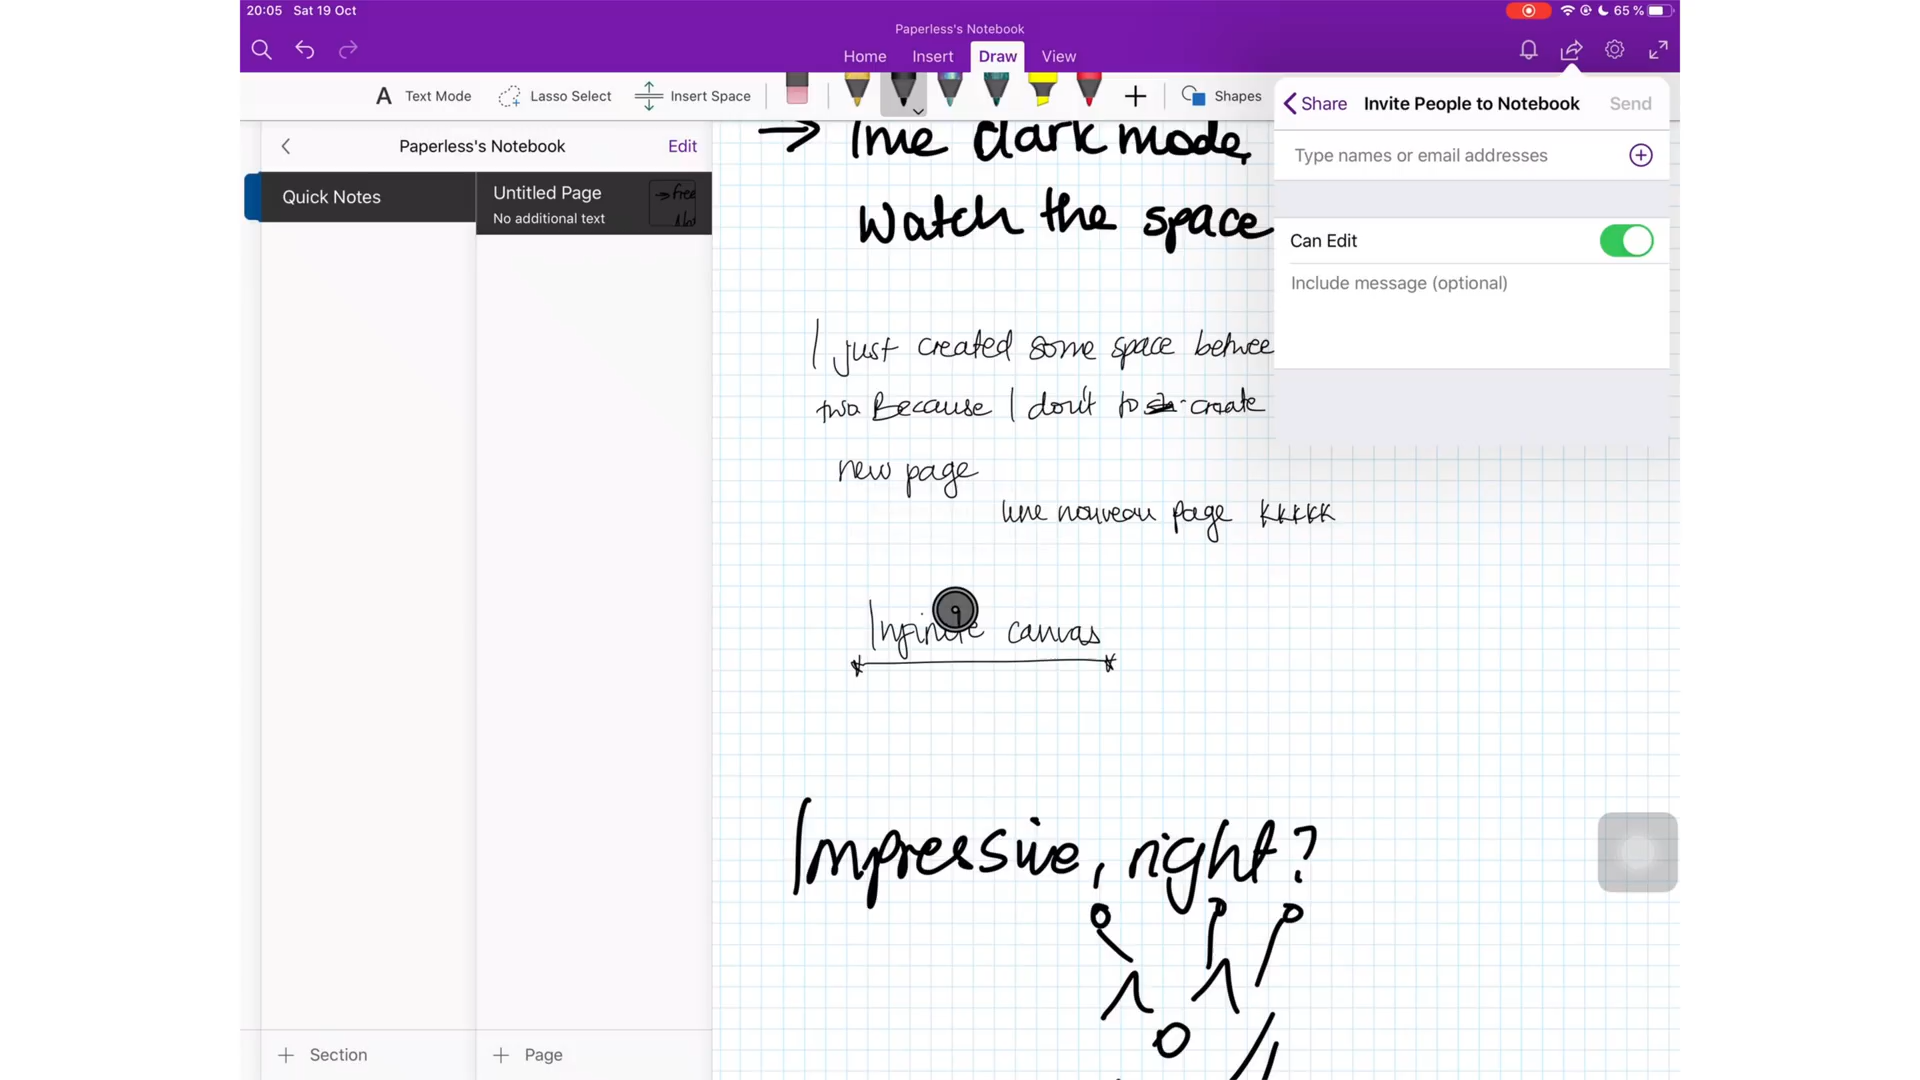 20:05 Sat 19 Oct
65 %
Paperless's Notebook
Home Insert Draw View
A Text Mode Lasso Select Insert Space Shapes
Share Invite People to Notebook Send
Type names or email addresses
Can Edit
Include message (optional)
Paperless's Notebook Edit
Quick Notes
Untitled Page
No additional text
→ Free
→ dark mode,
Watch the space
I just created some space betwee
two Because I don't to create
new page
une nouveau page kkkkk
Infinite canvas
Impressive, right?
+ Section
+ Page